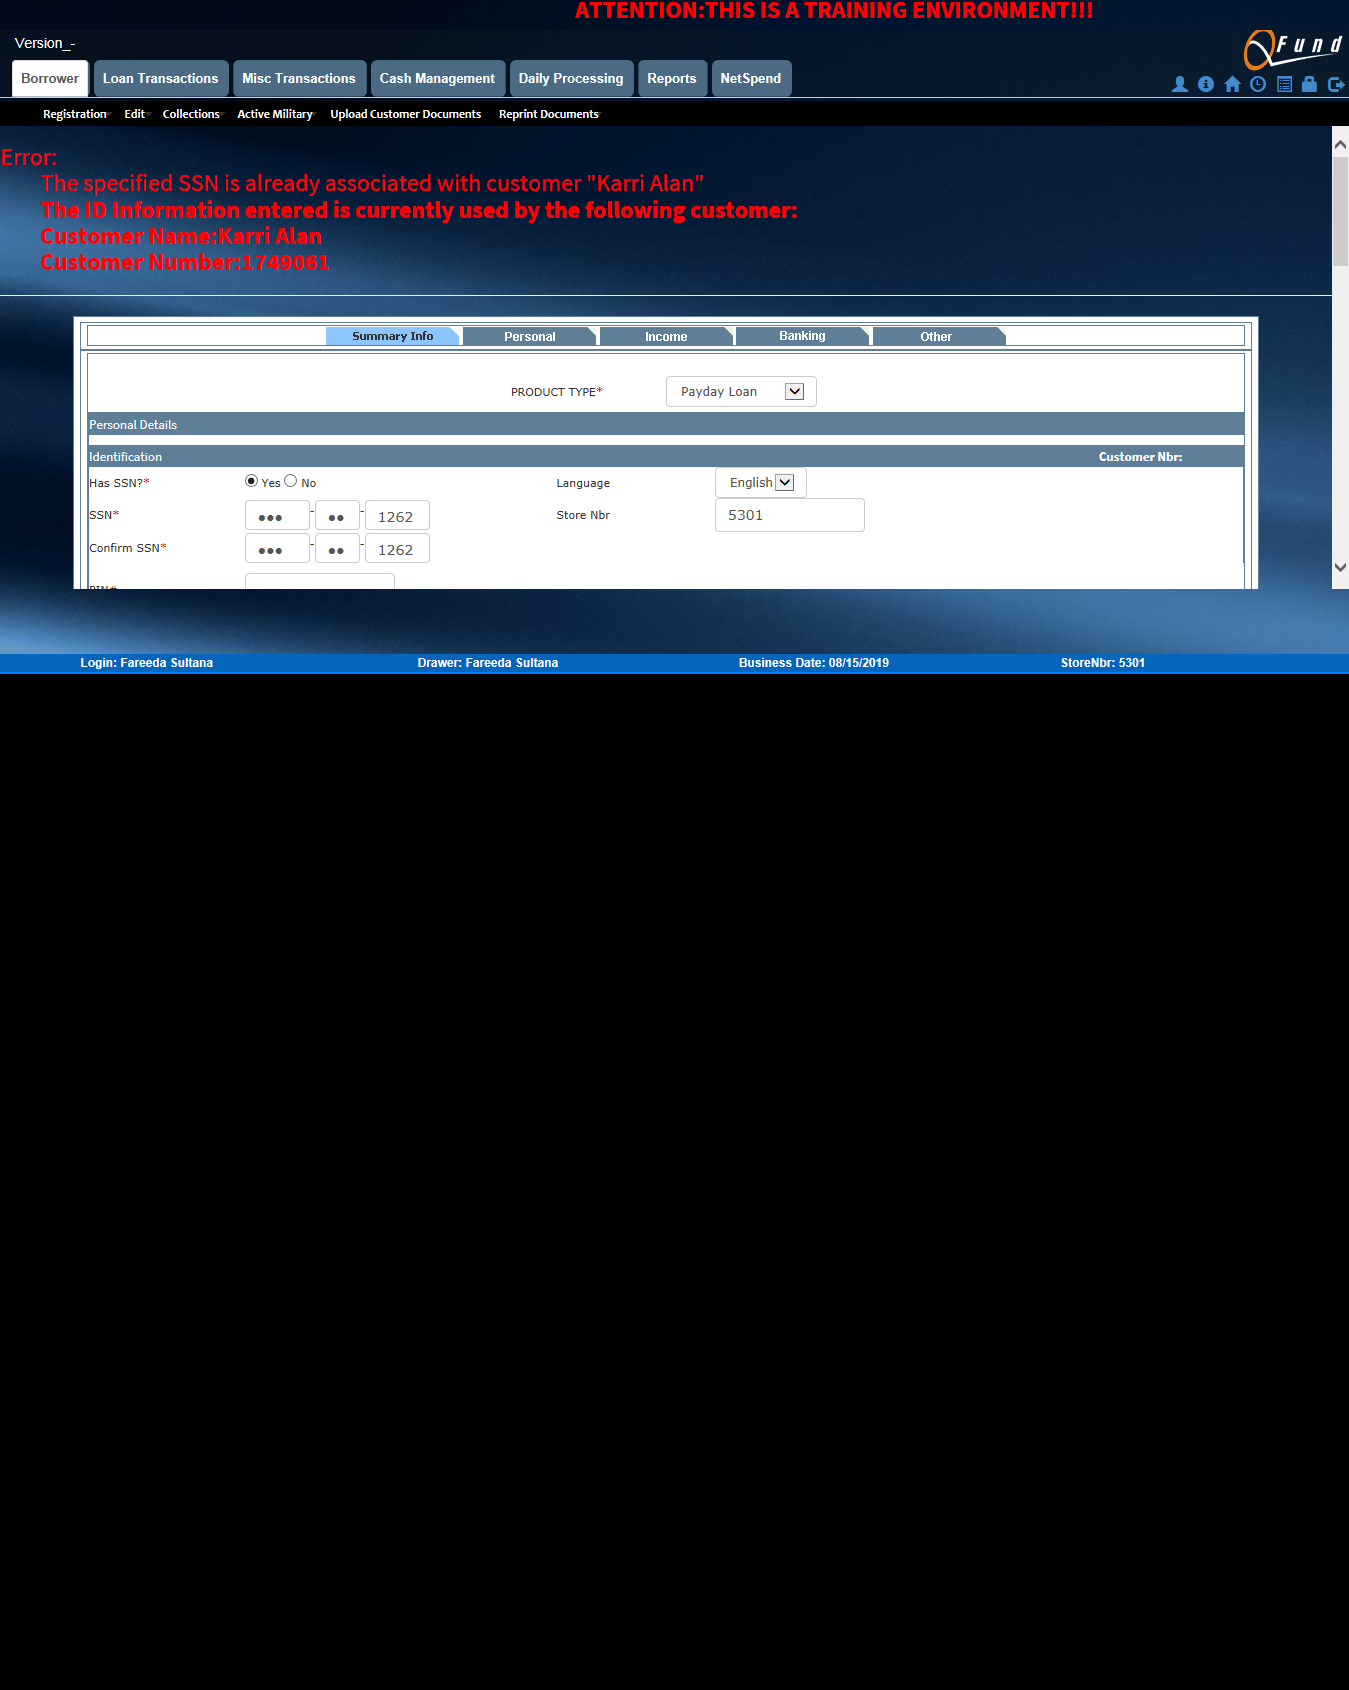 ATTENTION:THIS IS A TRAINING ENVIRONMENT!!!
Version_-
QFund
Borrower Loan Transactions Misc Transactions Cash Management Daily Processing Reports NetSpend
Registration Edit Collections Active Military Upload Customer Documents Reprint Documents
Error:
The specified SSN is already associated with customer "Karri Alan"
The ID Information entered is currently used by the following customer:
Customer Name:Karri Alan
Customer Number:1749061
Summary Info Personal Income Banking Other
PRODUCT TYPE* Payday Loan
Personal Details
Identification Customer Nbr:
Has SSN?* Yes No Language English
SSN* ●●● - ●● - 1262 Store Nbr 5301
Confirm SSN* ●●● - ●● - 1262
Login: Fareeda Sultana Drawer: Fareeda Sultana Business Date: 08/15/2019 StoreNbr: 5301